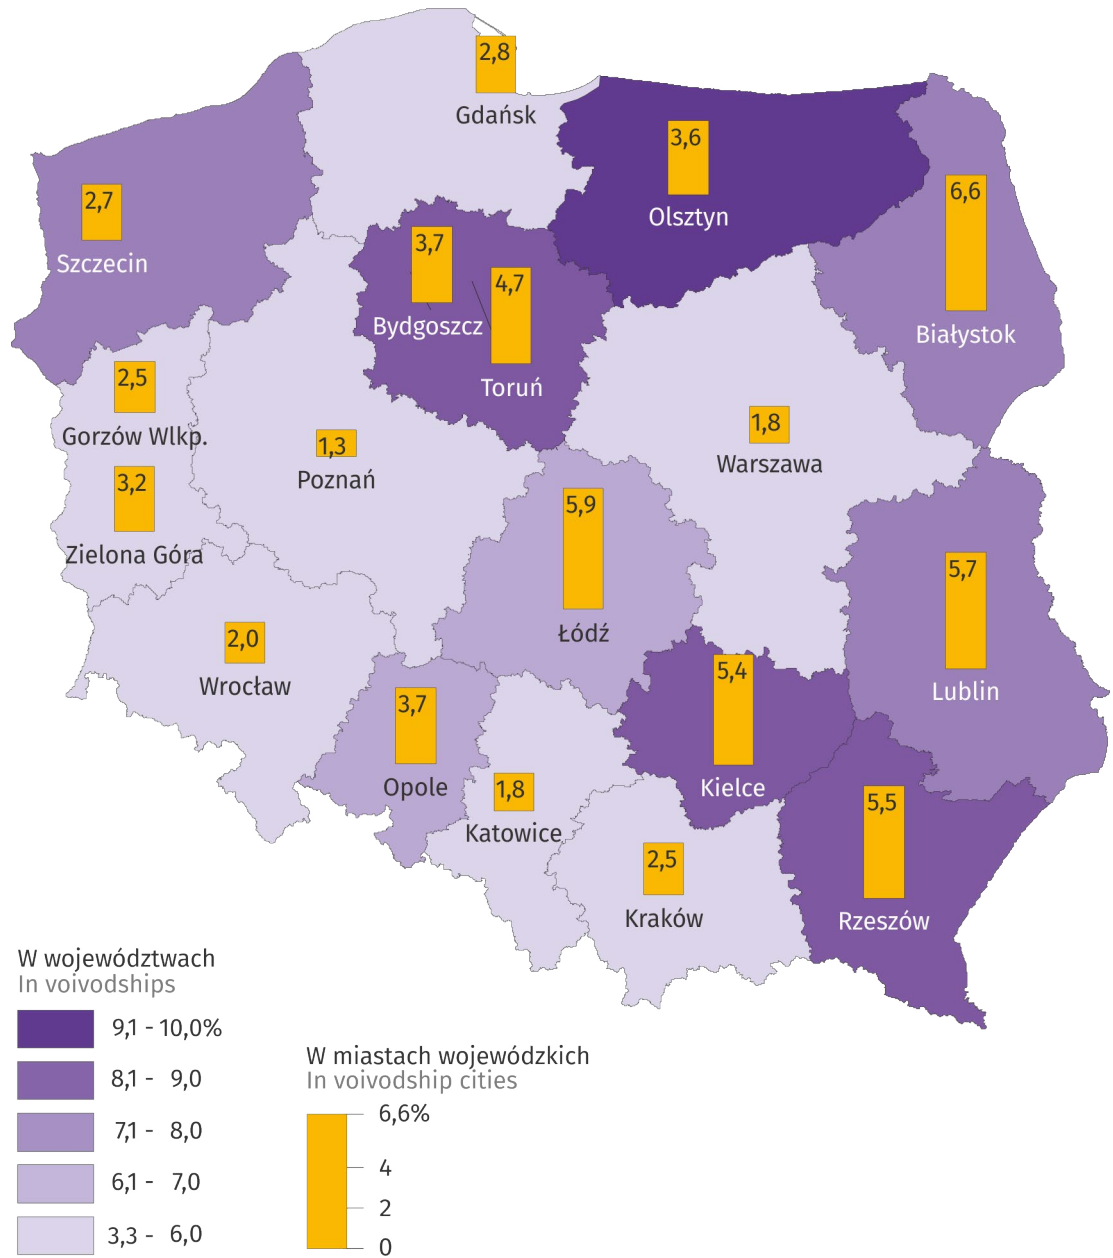 2,8
Gdańsk
3,6
Olsztyn
6,6
Białystok
2,7
Szczecin
3,7
Bydgoszcz
4,7
Toruń
2,5
Gorzów Wlkp.
3,2
Zielona Góra
1,3
Poznań
1,8
Warszawa
5,9
Łódź
5,7
Lublin
2,0
Wrocław
3,7
Opole
1,8
Katowice
5,4
Kielce
2,5
Kraków
5,5
Rzeszów
W województwach
In voivodships
9,1 - 10,0%
8,1 - 9,0
7,1 - 8,0
6,1 - 7,0
3,3 - 6,0
W miastach wojewódzkich
In voivodship cities
6,6%
4
2
0